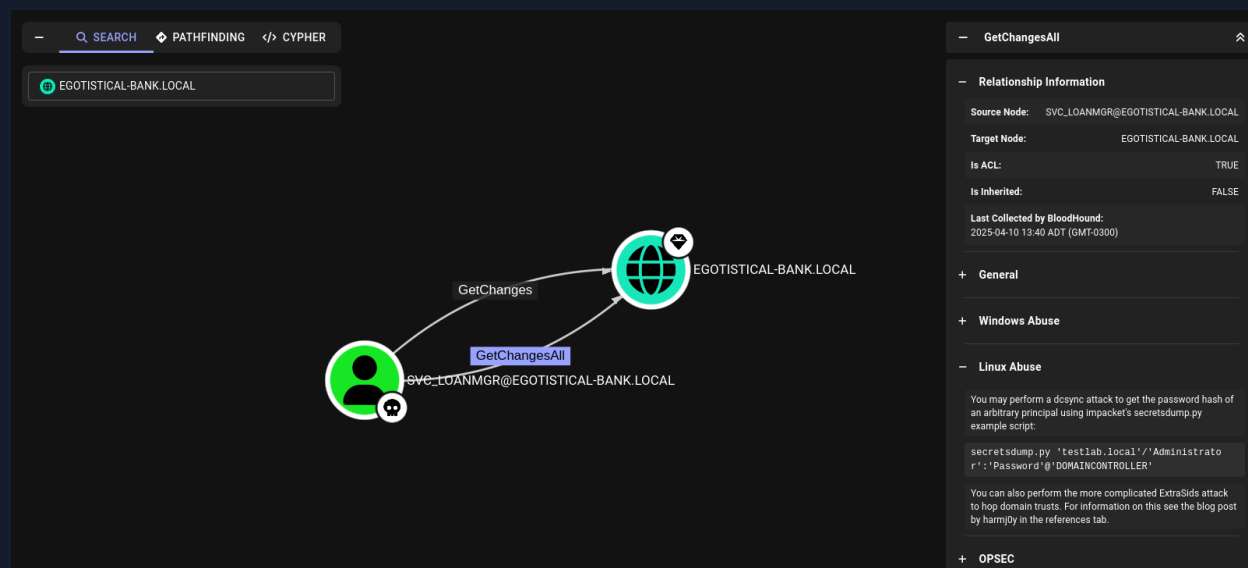 SEARCH PATHFINDING </> CYPHER
EGOTISTICAL-BANK.LOCAL
GetChanges
EGOTISTICAL-BANK.LOCAL
GetChangesAll
SVC_LOANMGR@EGOTISTICAL-BANK.LOCAL
GetChangesAll
Relationship Information
Source Node: SVC_LOANMGR@EGOTISTICAL-BANK.LOCAL
Target Node: EGOTISTICAL-BANK.LOCAL
Is ACL: TRUE
Is Inherited: FALSE
Last Collected by BloodHound:
2025-04-10 13:40 ADT (GMT-0300)
General
Windows Abuse
Linux Abuse
You may perform a dcsync attack to get the password hash of
an arbitrary principal using impacket's secretsdump.py
example script:
secretsdump.py 'testlab.local'/'Administrato
r':'Password'@'DOMAINCONTROLLER'
You can also perform the more complicated ExtraSids attack
to hop domain trusts. For information on this see the blog post
by harmj0y in the references tab.
OPSEC